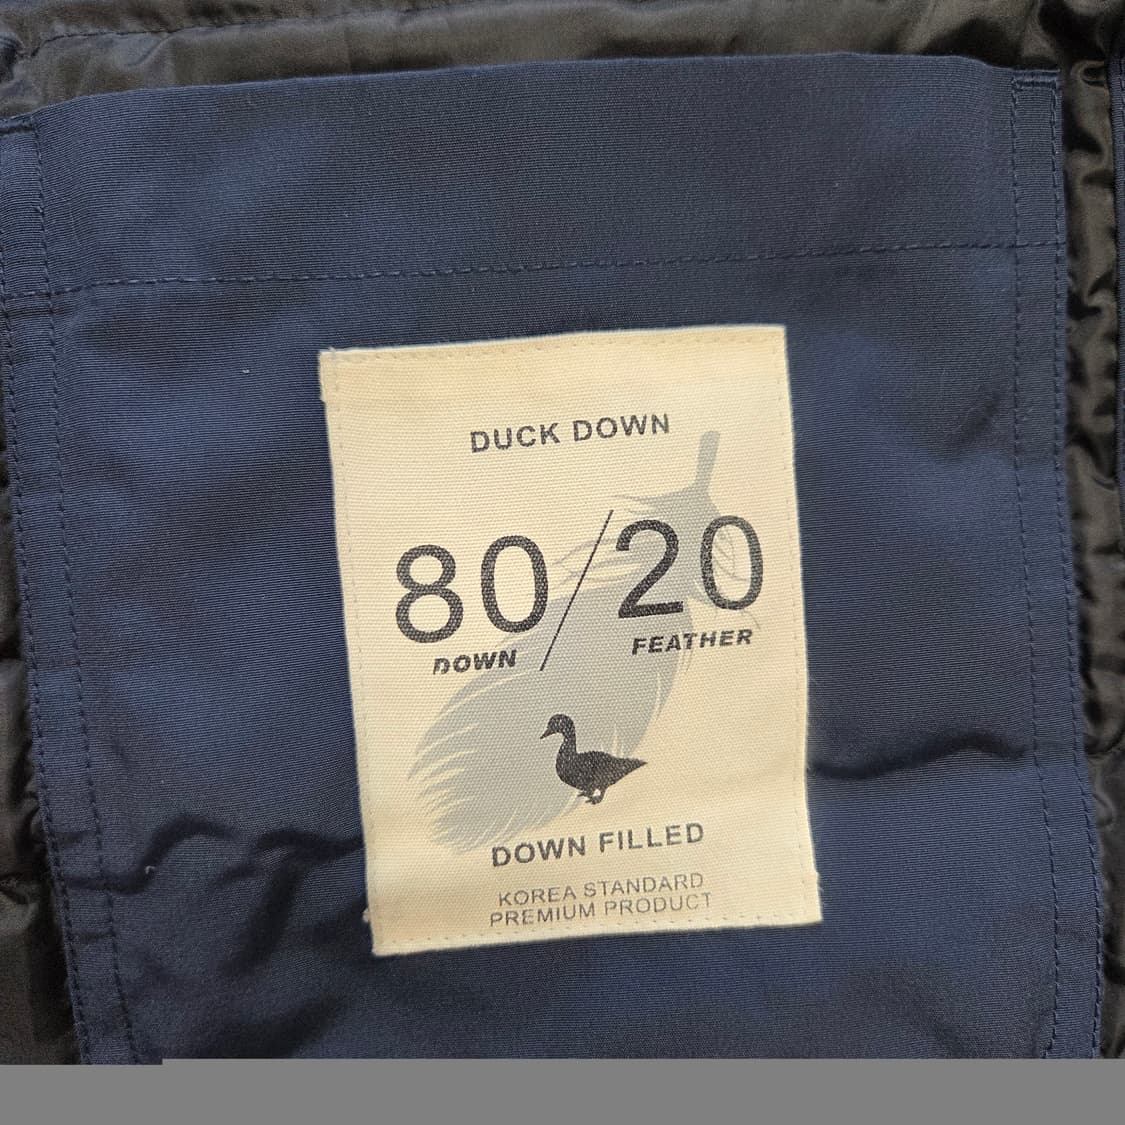 DUCK DOWN
80/20
DOWN FEATHER
DOWN FILLED
KOREA STANDARD
PREMIUM PRODUCT